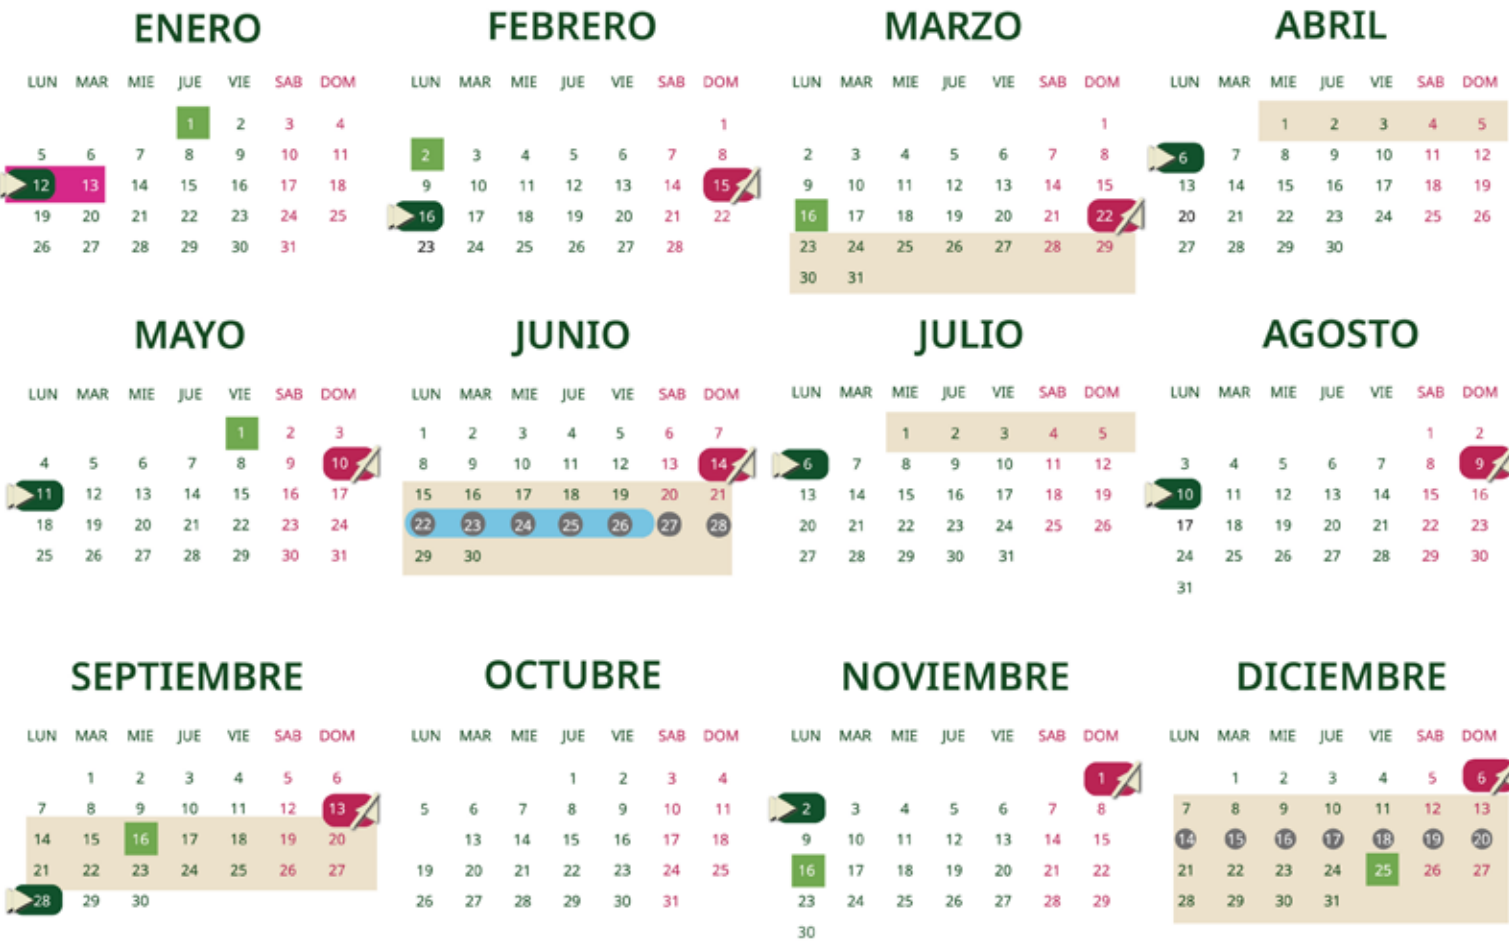 ENERO FEBRERO MARZO ABRIL
LUN MAR MIE JUE VIE SAB DOM LUN MAR MIE JUE VIE SAB DOM LUN MAR MIE JUE VIE SAB DOM LUN MAR MIE JUE VIE SAB DOM
1 2 3 4 1 1 1 2 3 4 5
5 6 7 8 9 10 11 2 3 4 5 6 7 8 2 3 4 5 6 7 8 6 7 8 9 10 11 12
12 13 14 15 16 17 18 9 10 11 12 13 14 15 9 10 11 12 13 14 15 13 14 15 16 17 18 19
19 20 21 22 23 24 25 16 17 18 19 20 21 22 16 17 18 19 20 21 22 20 21 22 23 24 25 26
26 27 28 29 30 31 23 24 25 26 27 28 23 24 25 26 27 28 29 27 28 29 30
30 31
MAYO JUNIO JULIO AGOSTO
LUN MAR MIE JUE VIE SAB DOM LUN MAR MIE JUE VIE SAB DOM LUN MAR MIE JUE VIE SAB DOM LUN MAR MIE JUE VIE SAB DOM
1 2 3 1 2 3 4 5 6 7 1 2 3 4 5 1 2
4 5 6 7 8 9 10 8 9 10 11 12 13 14 6 7 8 9 10 11 12 3 4 5 6 7 8 9
11 12 13 14 15 16 17 15 16 17 18 19 20 21 13 14 15 16 17 18 19 10 11 12 13 14 15 16
18 19 20 21 22 23 24 22 23 24 25 26 27 28 20 21 22 23 24 25 26 17 18 19 20 21 22 23
25 26 27 28 29 30 31 29 30 27 28 29 30 31 24 25 26 27 28 29 30
31
SEPTIEMBRE OCTUBRE NOVIEMBRE DICIEMBRE
LUN MAR MIE JUE VIE SAB DOM LUN MAR MIE JUE VIE SAB DOM LUN MAR MIE JUE VIE SAB DOM LUN MAR MIE JUE VIE SAB DOM
1 2 3 4 5 6 1 2 3 4 1 1 2 3 4 5 6
7 8 9 10 11 12 13 5 6 7 8 9 10 11 2 3 4 5 6 7 8 7 8 9 10 11 12 13
14 15 16 17 18 19 20 13 14 15 16 17 18 9 10 11 12 13 14 15 14 15 16 17 18 19 20
21 22 23 24 25 26 27 19 20 21 22 23 24 25 16 17 18 19 20 21 22 21 22 23 24 25 26 27
28 29 30 26 27 28 29 30 31 23 24 25 26 27 28 29 28 29 30 31
30